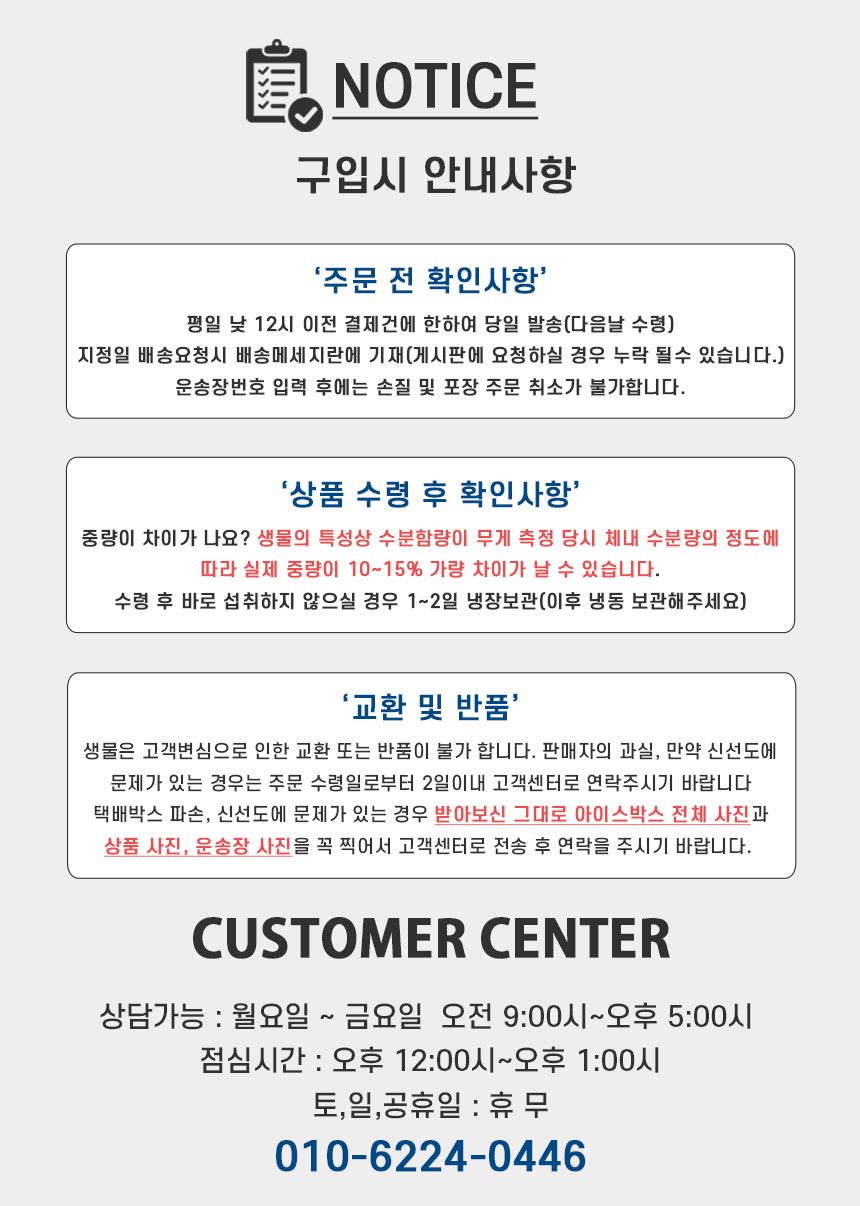 NOTICE
구입시 안내사항
‘주문 전 확인사항’
평일 낮 12시 이전 결제건에 한하여 당일 발송(다음날 수령)
지정일 배송요청시 배송메세지란에 기재(게시판에 요청하실 경우 누락 될수 있습니다.)
운송장번호 입력 후에는 손질 및 포장 주문 취소가 불가합니다.
‘상품 수령 후 확인사항’
중량이 차이가 나요? 생물의 특성상 수분함량이 무게 측정 당시 체내 수분량의 정도에
따라 실제 중량이 10~15% 가량 차이가 날 수 있습니다.
수령 후 바로 섭취하지 않으실 경우 1~2일 냉장보관(이후 냉동 보관해주세요)
‘교환 및 반품’
생물은 고객변심으로 인한 교환 또는 반품이 불가 합니다. 판매자의 과실, 만약 신선도에
문제가 있는 경우는 주문 수령일로부터 2일이내 고객센터로 연락주시기 바랍니다
택배박스 파손, 신선도에 문제가 있는 경우 받아보신 그대로 아이스박스 전체 사진과
상품 사진, 운송장 사진을 꼭 찍어서 고객센터로 전송 후 연락을 주시기 바랍니다.
CUSTOMER CENTER
상담가능 : 월요일 ~ 금요일 오전 9:00시~오후 5:00시
점심시간 : 오후 12:00시~오후 1:00시
토,일,공휴일 : 휴 무
010-6224-0446